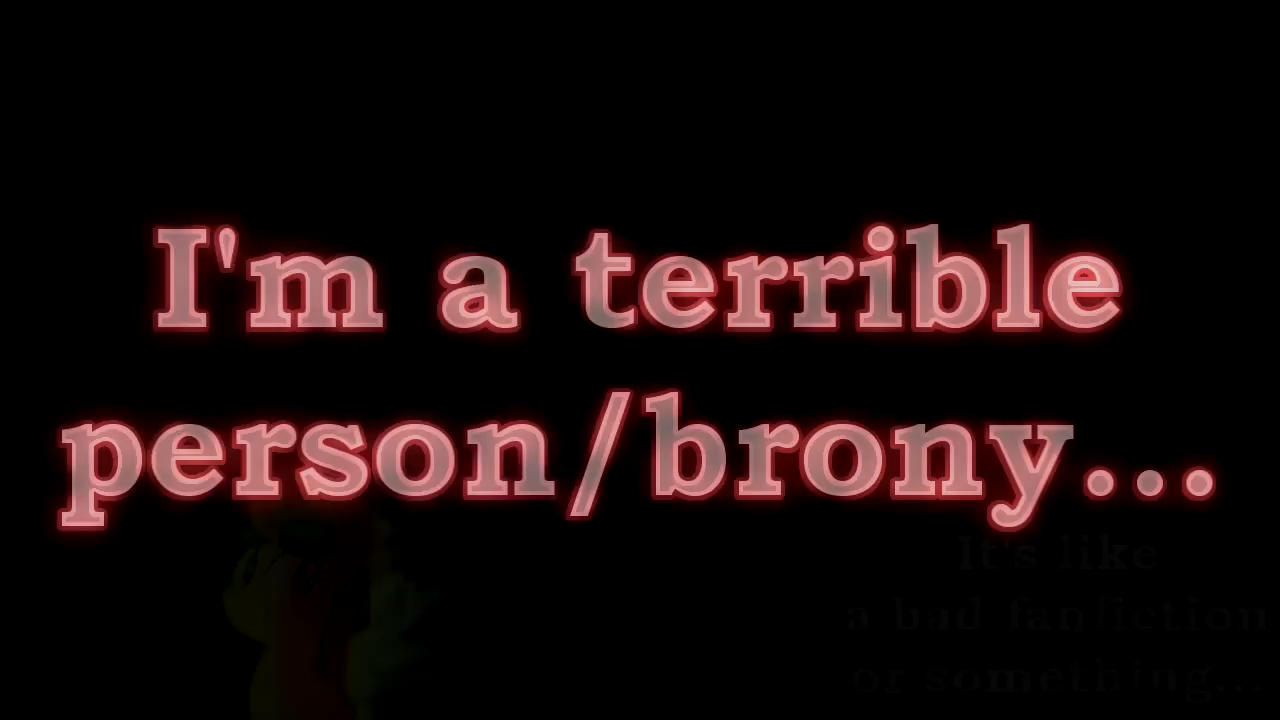 I'm a terrible
person/brony...
It's like
a bad fanfiction
or something...